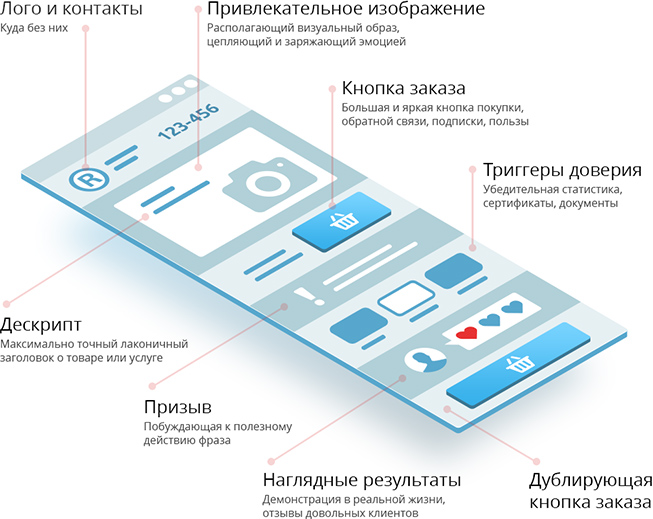 Лого и контакты
Куда без них
Привлекательное изображение
Располагающий визуальный образ,
цепляющий и заряжающий эмоцией
Кнопка заказа
Большая и яркая кнопка покупки,
обратной связи, подписки, пользы
123-456
R
Триггеры доверия
Убедительная статистика,
сертификаты, документы
Дескрипт
Максимально точный лаконичный
заголовок о товаре или услуге
Призыв
Побуждающая к полезному
действию фраза
Наглядные результаты
Демонстрация в реальной жизни,
отзывы довольных клиентов
Дублирующая
кнопка заказа